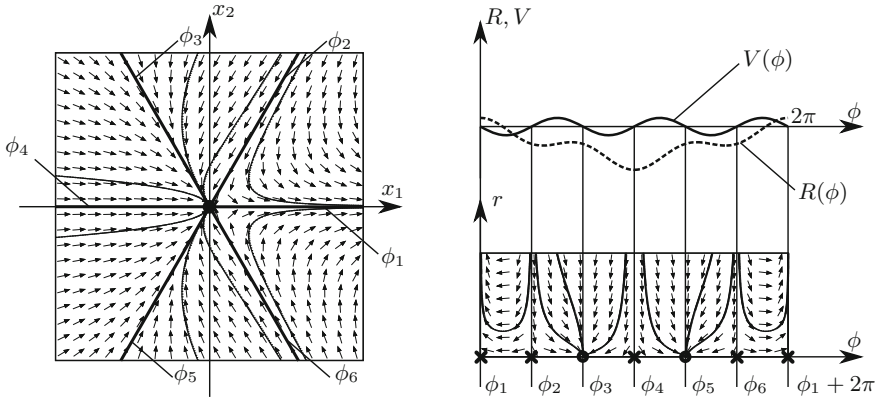 x₂
ϕ₃
ϕ₂
ϕ₄
x₁
ϕ₁
ϕ₅
ϕ₆
R, V
V(ϕ)
2π
ϕ
R(ϕ)
r
ϕ
ϕ₁ ϕ₂ ϕ₃ ϕ₄ ϕ₅ ϕ₆ ϕ₁ + 2π